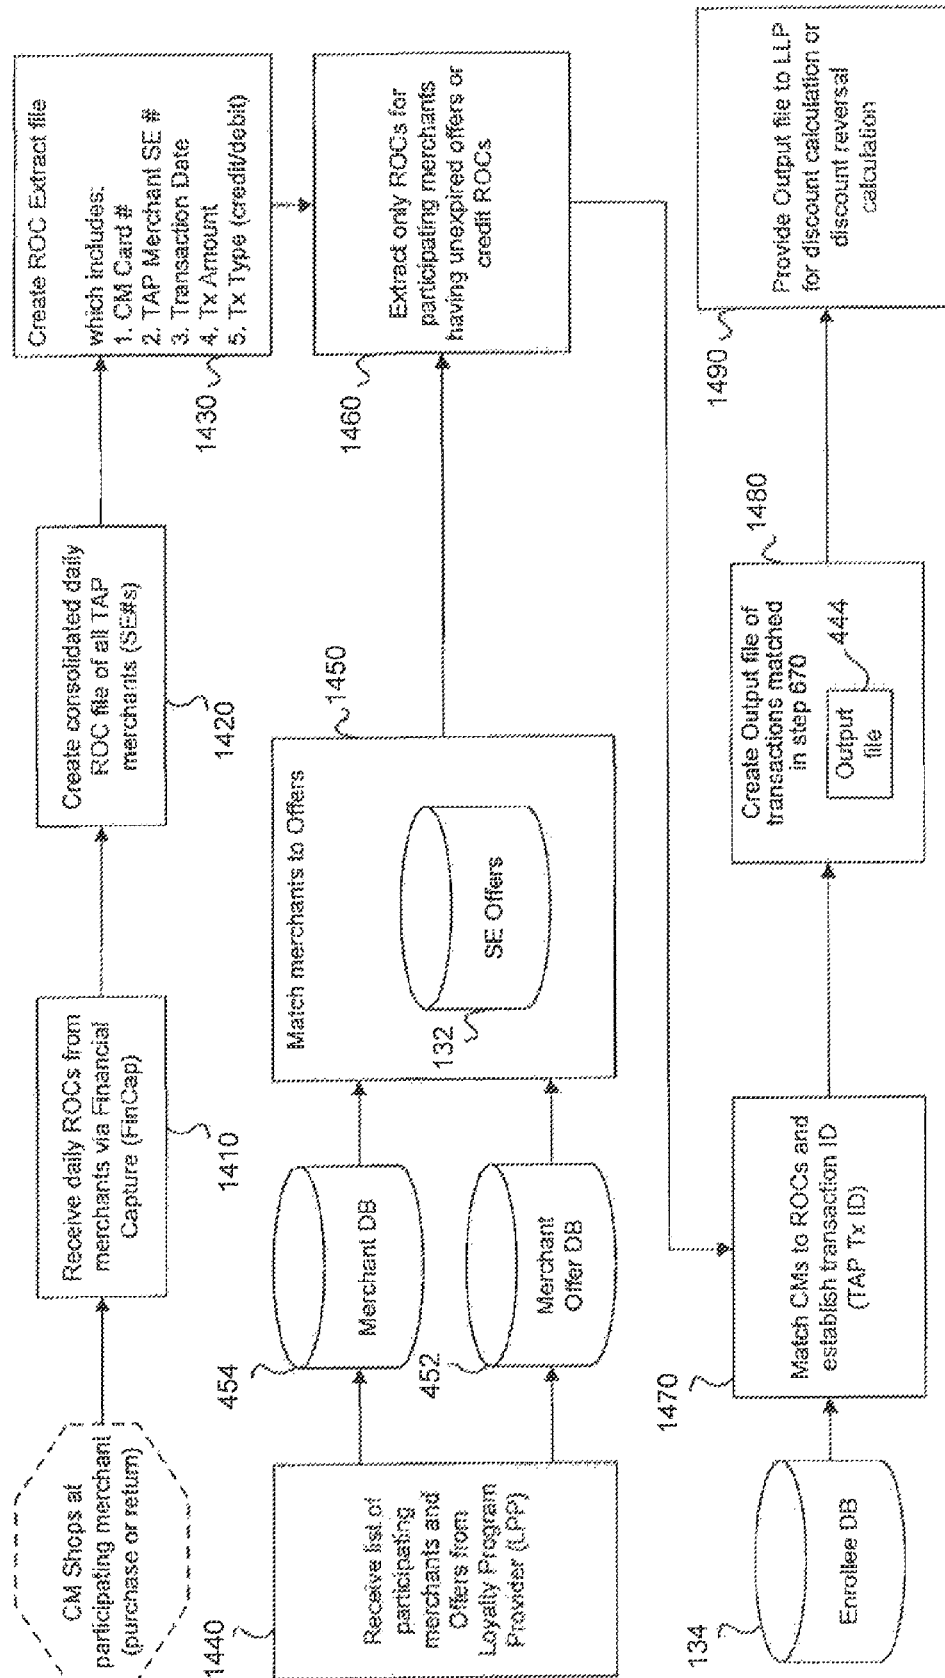 CM Shops at
participating merchant
(purchase or return)
Receive daily ROCs from
merchants via Financial
Capture (FinCap)
1410
Create consolidated daily
ROC file of all TAP
merchants (SE#s)
1420
Create ROC Extract file
which includes:
1. CM Card #
2. TAP Merchant SE #
3. Transaction Date
4. Tx Amount
5. Tx Type (credit/debit)
1430
1440
Receive list of
participating
merchants and
Offers from
Loyalty Program
Provider (LPP)
454
Merchant DB
452
Merchant
Offer DB
Match merchants to Offers
1450
132
SE Offers
1460
Extract only ROCs for
participating merchants
having unexpired offers or
credit ROCs
134
Enrollee DB
1470
Match CMs to ROCs and
establish transaction ID
(TAP Tx ID)
1480
Create Output file of
transactions matched
in step 670
444
Output
file
1490
Provide Output file to LLP
for discount calculation or
discount reversal
calculation